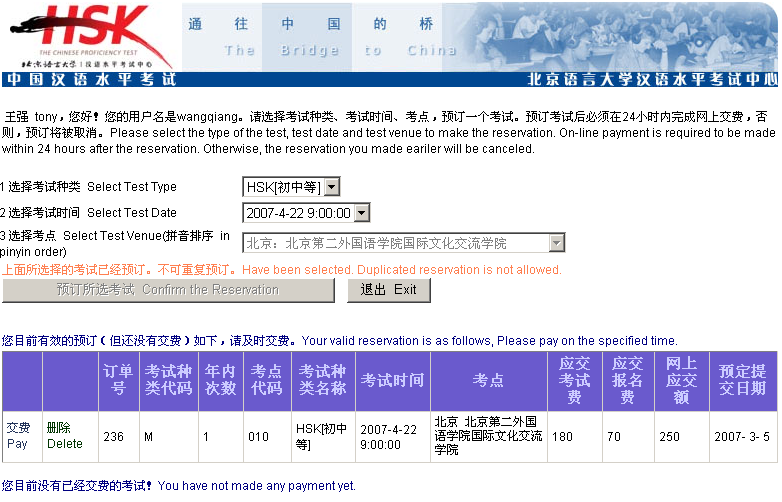 HSK
THE CHINESE PROFICIENCY TEST
北京语言大学|汉语水平考试中心
通 往 中 国 的 桥
The Bridge to China
中国汉语水平考试
北京语言大学汉语水平考试中心
王强 tony，您好！您的用户名是wangqiang。请选择考试种类、考试时间、考点，预订一个考试。预订考试后必须在24小时内完成网上交费，否
则，预订将被取消。Please select the type of the test, test date and test venue to make the reservation. On-line payment is required to be made
within 24 hours after the reservation. Otherwise, the reservation you made eariler will be canceled.
1 选择考试种类 Select Test Type HSK[初中等]
2 选择考试时间 Select Test Date 2007-4-22 9:00:00
3 选择考点 Select Test Venue(拼音排序 in
pinyin order) 北京: 北京第二外国语学院国际文化交流学院
上面所选择的考试已经预订。不可重复预订。Have been selected. Duplicated reservation is not allowed.
预订所选考试 Confirm the Reservation 退出 Exit
您目前有效的预订（但还没有交费）如下，请及时交费。Your valid reservation is as follows, Please pay on the specified time.
订单号 考试种类代码 年内次数 考点代码 考试种类名称 考试时间 考点 应交考试费 应交报名费 网上应交额 预定提交日期
交费 Pay 删除 Delete 236 M 1 010 HSK[初中等] 2007-4-22 9:00:00 北京 北京第二外国语学院国际文化交流学院 180 70 250 2007- 3- 5
您目前没有已经交费的考试！You have not made any payment yet.